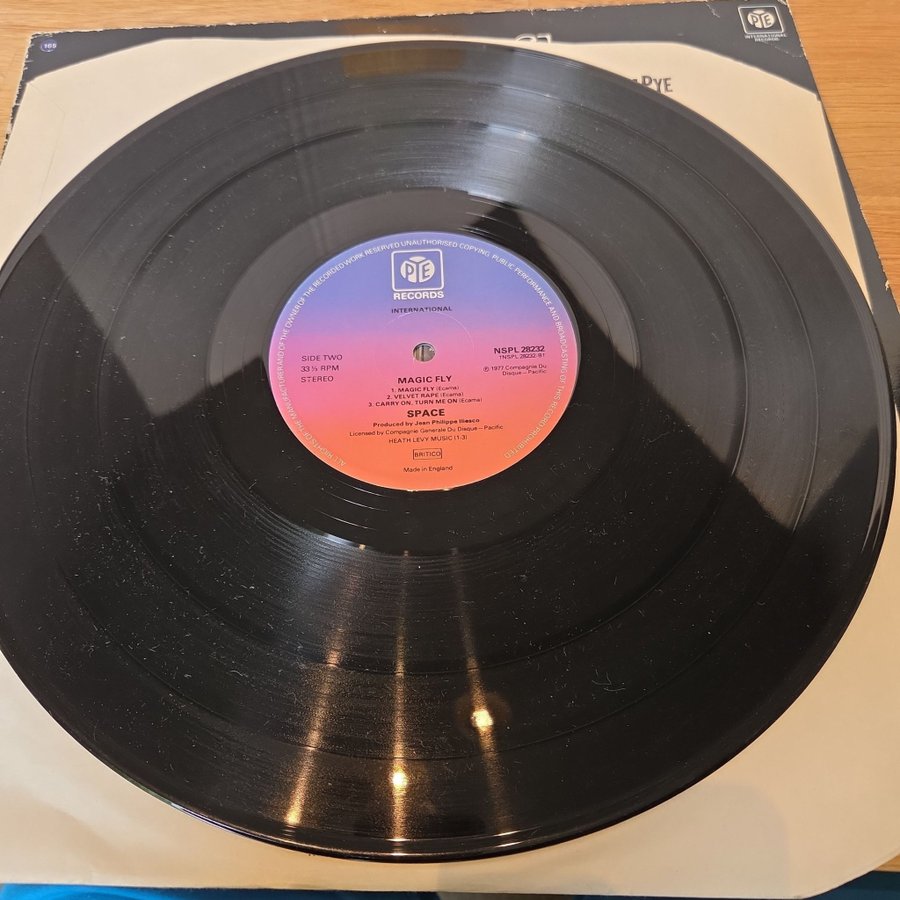 165
PYE
INTERNATIONAL
RECORDS
PYE
ALL RIGHTS OF THE MANUFACTURER AND OF THE OWNER OF THE RECORDED WORK RESERVED UNAUTHORISED COPYING PUBLIC PERFORMANCE AND BROADCASTING OF THIS RECORD PROHIBITED
PYE
RECORDS
INTERNATIONAL
SIDE TWO
33⅓ RPM
STEREO
NSPL 28232
TNSPL 28232·B1
℗ 1977 Compagnie Du
Disque – Pacific
MAGIC FLY
1. MAGIC FLY (Ecama)
2. VELVET RAPE (Ecama)
3. CARRY ON, TURN ME ON (Ecama)
SPACE
Produced by Jean Philippe Iliesco
Licensed by Compagnie Generale Du Disque – Pacific
HEATH LEVY MUSIC (1-3)
BRITICO
Made in England